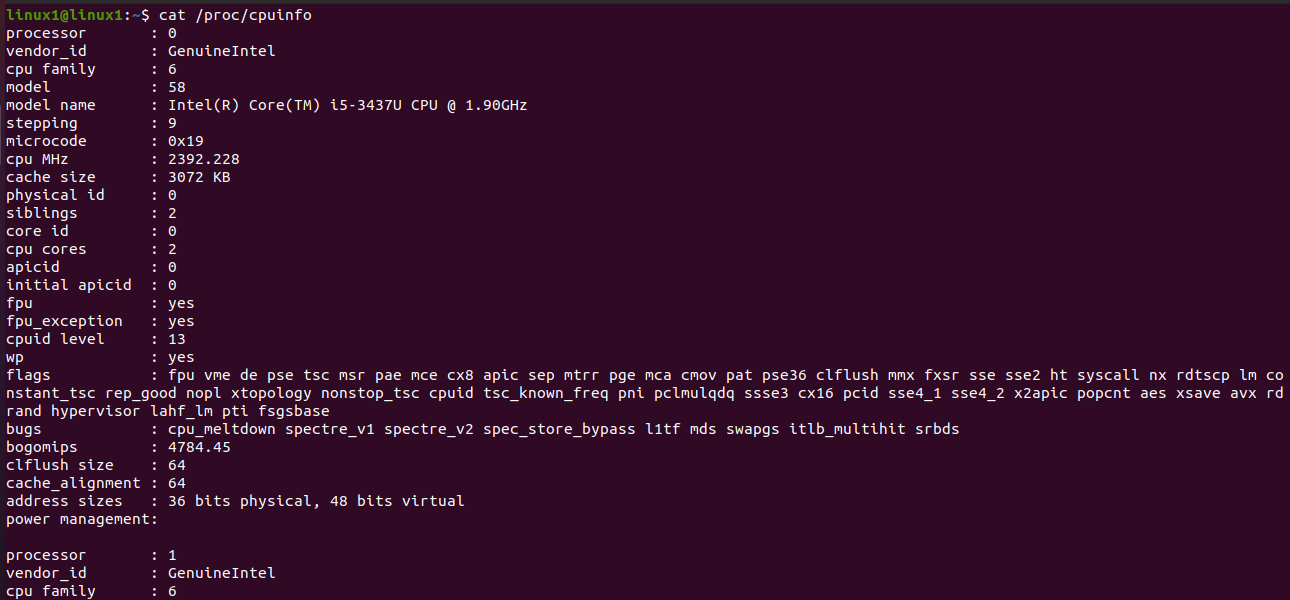 linux1@linux1:~$ cat /proc/cpuinfo
processor : 0
vendor_id : GenuineIntel
cpu family : 6
model : 58
model name : Intel(R) Core(TM) i5-3437U CPU @ 1.90GHz
stepping : 9
microcode : 0x19
cpu MHz : 2392.228
cache size : 3072 KB
physical id : 0
siblings : 2
core id : 0
cpu cores : 2
apicid : 0
initial apicid : 0
fpu : yes
fpu_exception : yes
cpuid level : 13
wp : yes
flags : fpu vme de pse tsc msr pae mce cx8 apic sep mtrr pge mca cmov pat pse36 clflush mmx fxsr sse sse2 ht syscall nx rdtscp lm co
nstant_tsc rep_good nopl xtopology nonstop_tsc cpuid tsc_known_freq pni pclmulqdq ssse3 cx16 pcid sse4_1 sse4_2 x2apic popcnt aes xsave avx rd
rand hypervisor lahf_lm pti fsgsbase
bugs : cpu_meltdown spectre_v1 spectre_v2 spec_store_bypass l1tf mds swapgs itlb_multihit srbds
bogomips : 4784.45
clflush size : 64
cache_alignment : 64
address sizes : 36 bits physical, 48 bits virtual
power management:
processor : 1
vendor_id : GenuineIntel
cpu family : 6